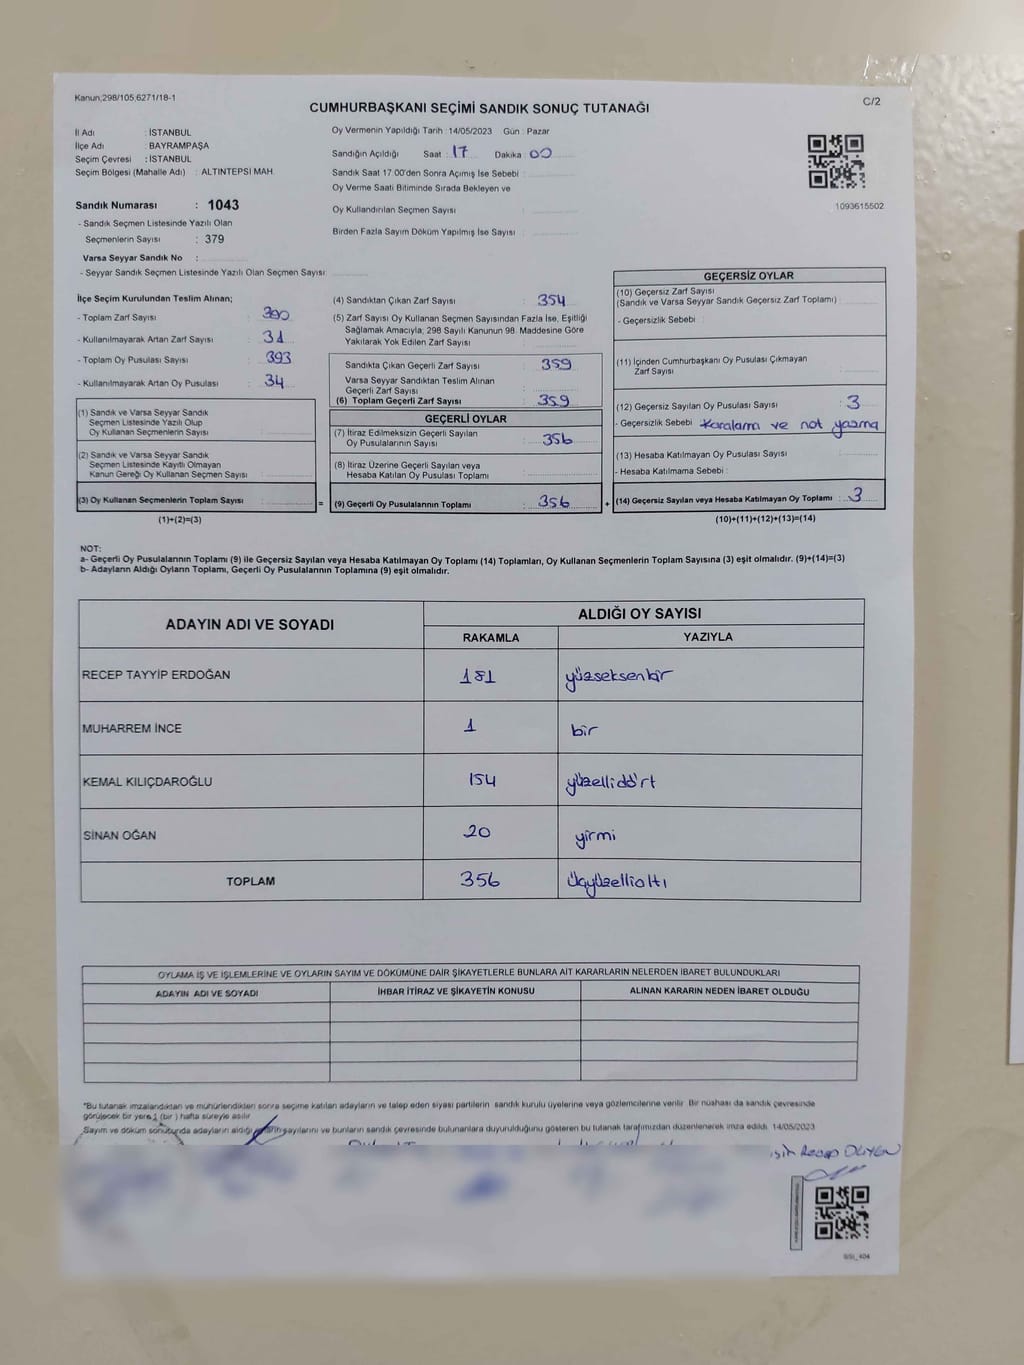 Kanun;298/105,6271/18-1
C/2
CUMHURBAŞKANI SEÇİMİ SANDIK SONUÇ TUTANAĞI
İl Adı : İSTANBUL
İlçe Adı BAYRAMPAŞA
Seçim Çevresi : İSTANBUL
Seçim Bölgesi (Mahalle Adı) : ALTINTEPSİ MAH.
Oy Vermenin Yapıldığı Tarih : 14/05/2023 Gün : Pazar
Sandığın Açıldığı Saat : 17 Dakika 00
Sandık Saat 17.00'den Sonra Açımış İse Sebebi :
Oy Verme Saati Bitiminde Sırada Bekleyen ve
Oy Kullandırılan Seçmen Sayısı :
Birden Fazla Sayım Döküm Yapılmış İse Sayısı :
1093615502
Sandık Numarası : 1043
- Sandık Seçmen Listesinde Yazılı Olan
Seçmenlerin Sayısı : 379
Varsa Seyyar Sandık No :
- Seyyar Sandık Seçmen Listesinde Yazılı Olan Seçmen Sayısı:
İlçe Seçim Kurulundan Teslim Alınan;
- Toplam Zarf Sayısı : 390
- Kullanılmayarak Artan Zarf Sayısı : 31
- Toplam Oy Pusulası Sayısı : 393
- Kullanılmayarak Artan Oy Pusulası : 34
(1) Sandık ve Varsa Seyyar Sandık
Seçmen Listesinde Yazılı Olup
Oy Kullanan Seçmenlerin Sayısı :
(2) Sandık ve Varsa Seyyar Sandık
Seçmen Listesinde Kayıtlı Olmayan
Kanun Gereği Oy Kullanan Seçmen Sayısı :
(3) Oy Kullanan Seçmenlerin Toplam Sayısı :
(1)+(2)=(3)
(4) Sandıktan Çıkan Zarf Sayısı : 354
(5) Zarf Sayısı Oy Kullanan Seçmen Sayısından Fazla İse, Eşitliği
Sağlamak Amacıyla; 298 Sayılı Kanunun 98. Maddesine Göre
Yakılarak Yok Edilen Zarf Sayısı :
Sandıkta Çıkan Geçerli Zarf Sayısı : 359
Varsa Seyyar Sandıktan Teslim Alınan
Geçerli Zarf Sayısı :
(6) Toplam Geçerli Zarf Sayısı : 359
GEÇERLİ OYLAR
(7) İtiraz Edilmeksizin Geçerli Sayılan
Oy Pusulalarının Sayısı : 356
(8) İtiraz Üzerine Geçerli Sayılan veya
Hesaba Katılan Oy Pusulası Toplamı :
= (9) Geçerli Oy Pusulalarının Toplamı : 356 +
GEÇERSİZ OYLAR
(10) Geçersiz Zarf Sayısı
(Sandık ve Varsa Seyyar Sandık Geçersiz Zarf Toplamı) :
- Geçersizlik Sebebi :
(11) İçinden Cumhurbaşkanı Oy Pusulası Çıkmayan
Zarf Sayısı :
(12) Geçersiz Sayılan Oy Pusulası Sayısı : 3
- Geçersizlik Sebebi : Karalama ve not yazma
(13) Hesaba Katılmayan Oy Pusulası Sayısı :
- Hesaba Katılmama Sebebi :
(14) Geçersiz Sayılan veya Hesaba Katılmayan Oy Toplamı : 3
(10)+(11)+(12)+(13)=(14)
NOT:
a- Geçerli Oy Pusulalarının Toplamı (9) ile Geçersiz Sayılan veya Hesaba Katılmayan Oy Toplamı (14) Toplamları, Oy Kullanan Seçmenlerin Toplam Sayısına (3) eşit olmalıdır. (9)+(14)=(3)
b- Adayların Aldığı Oyların Toplamı, Geçerli Oy Pusulalarının Toplamına (9) eşit olmalıdır.
ADAYIN ADI VE SOYADI ALDIĞI OY SAYISI
RAKAMLA YAZIYLA
RECEP TAYYİP ERDOĞAN 181 yüzseksenbir
MUHARREM İNCE 1 bir
KEMAL KILIÇDAROĞLU 154 yüzellidört
SİNAN OĞAN 20 yirmi
TOPLAM 356 Üçyüzellialtı
OYLAMA İŞ VE İŞLEMLERİNE VE OYLARIN SAYIM VE DÖKÜMÜNE DAİR ŞİKAYETLERLE BUNLARA AİT KARARLARIN NELERDEN İBARET BULUNDUKLARI
ADAYIN ADI VE SOYADI İHBAR İTİRAZ VE ŞİKAYETİN KONUSU ALINAN KARARIN NEDEN İBARET OLDUĞU
*Bu tutanak imzalandıktan ve mühürlendikten sonra seçime katılan adayların ve talep eden siyasi partilerin sandık kurulu üyelerine veya gözlemcilerine verilir. Bir nüshası da sandık çevresinde
görülecek bir yere 1 (bir ) hafta süreyle asılır
Sayım ve döküm sonucunda adayların aldığı sayılarını ve bunların sandık çevresinde bulunanlara duyurulduğunu gösteren bu tutanak tarafımızdan düzenlenerek imza edildi. 14/05/2023
Recep